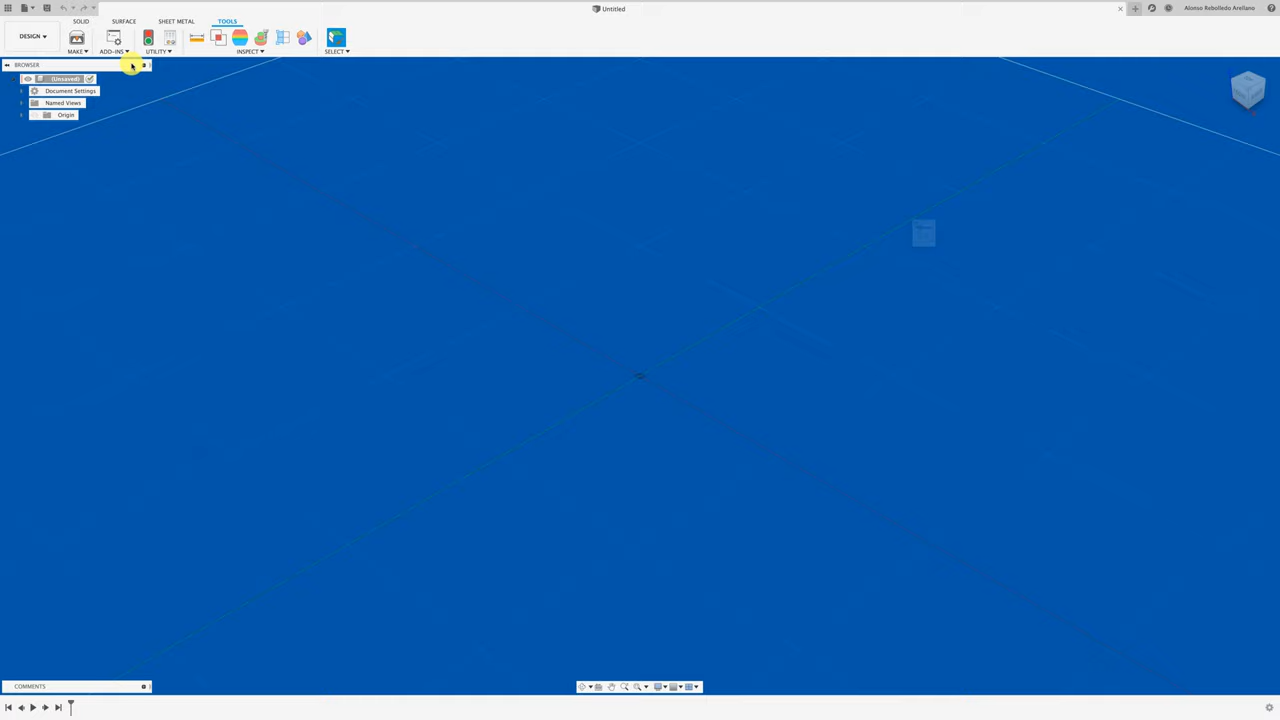 Untitled
Alonso Rebolledo Arellano
DESIGN
SOLID
SURFACE
SHEET METAL
TOOLS
MAKE
ADD-INS
UTILITY
INSPECT
SELECT
BROWSER
(Unsaved)
Document Settings
Named Views
Origin
COMMENTS